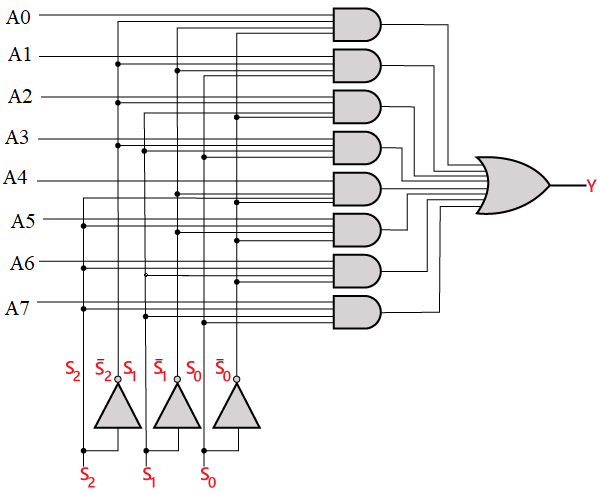 A0
A1
A2
A3
A4
A5
A6
A7
Y
S₂ S̅₂ S₁ S̅₁ S₀ S̅₀
S₂ S₁ S₀